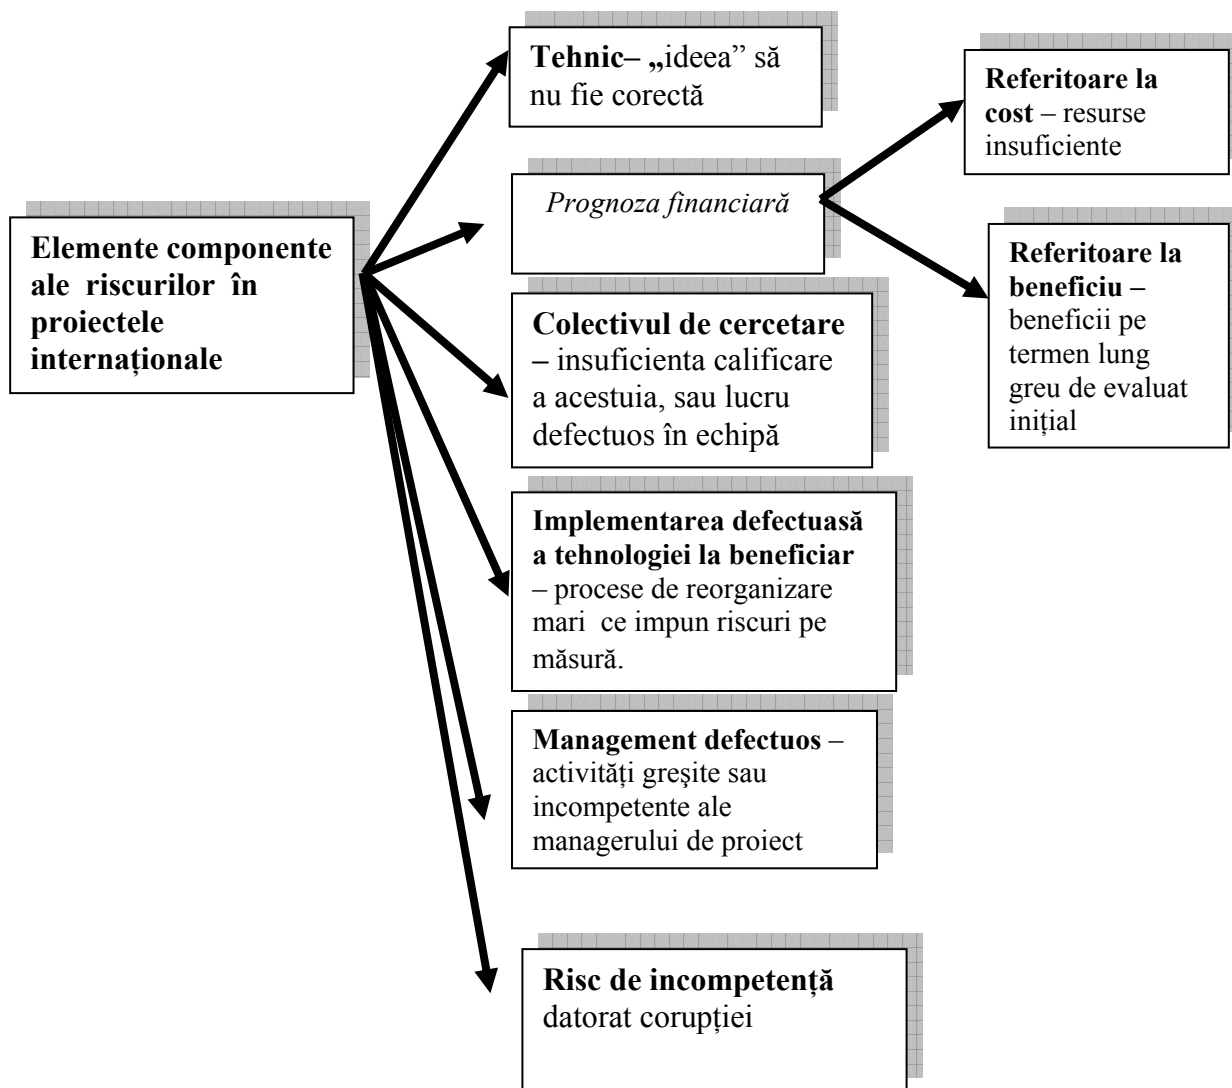 Elemente componente
ale riscurilor în
proiectele
internaționale
Tehnic– „ideea” să
nu fie corectă
Prognoza financiară
Referitoare la
cost – resurse
insuficiente
Referitoare la
beneficiu –
beneficii pe
termen lung
greu de evaluat
inițial
Colectivul de cercetare
– insuficienta calificare
a acestuia, sau lucru
defectuos în echipă
Implementarea defectuasă
a tehnologiei la beneficiar
– procese de reorganizare
mari ce impun riscuri pe
măsură.
Management defectuos –
activități greşite sau
incompetente ale
managerului de proiect
Risc de incompetență
datorat corupției